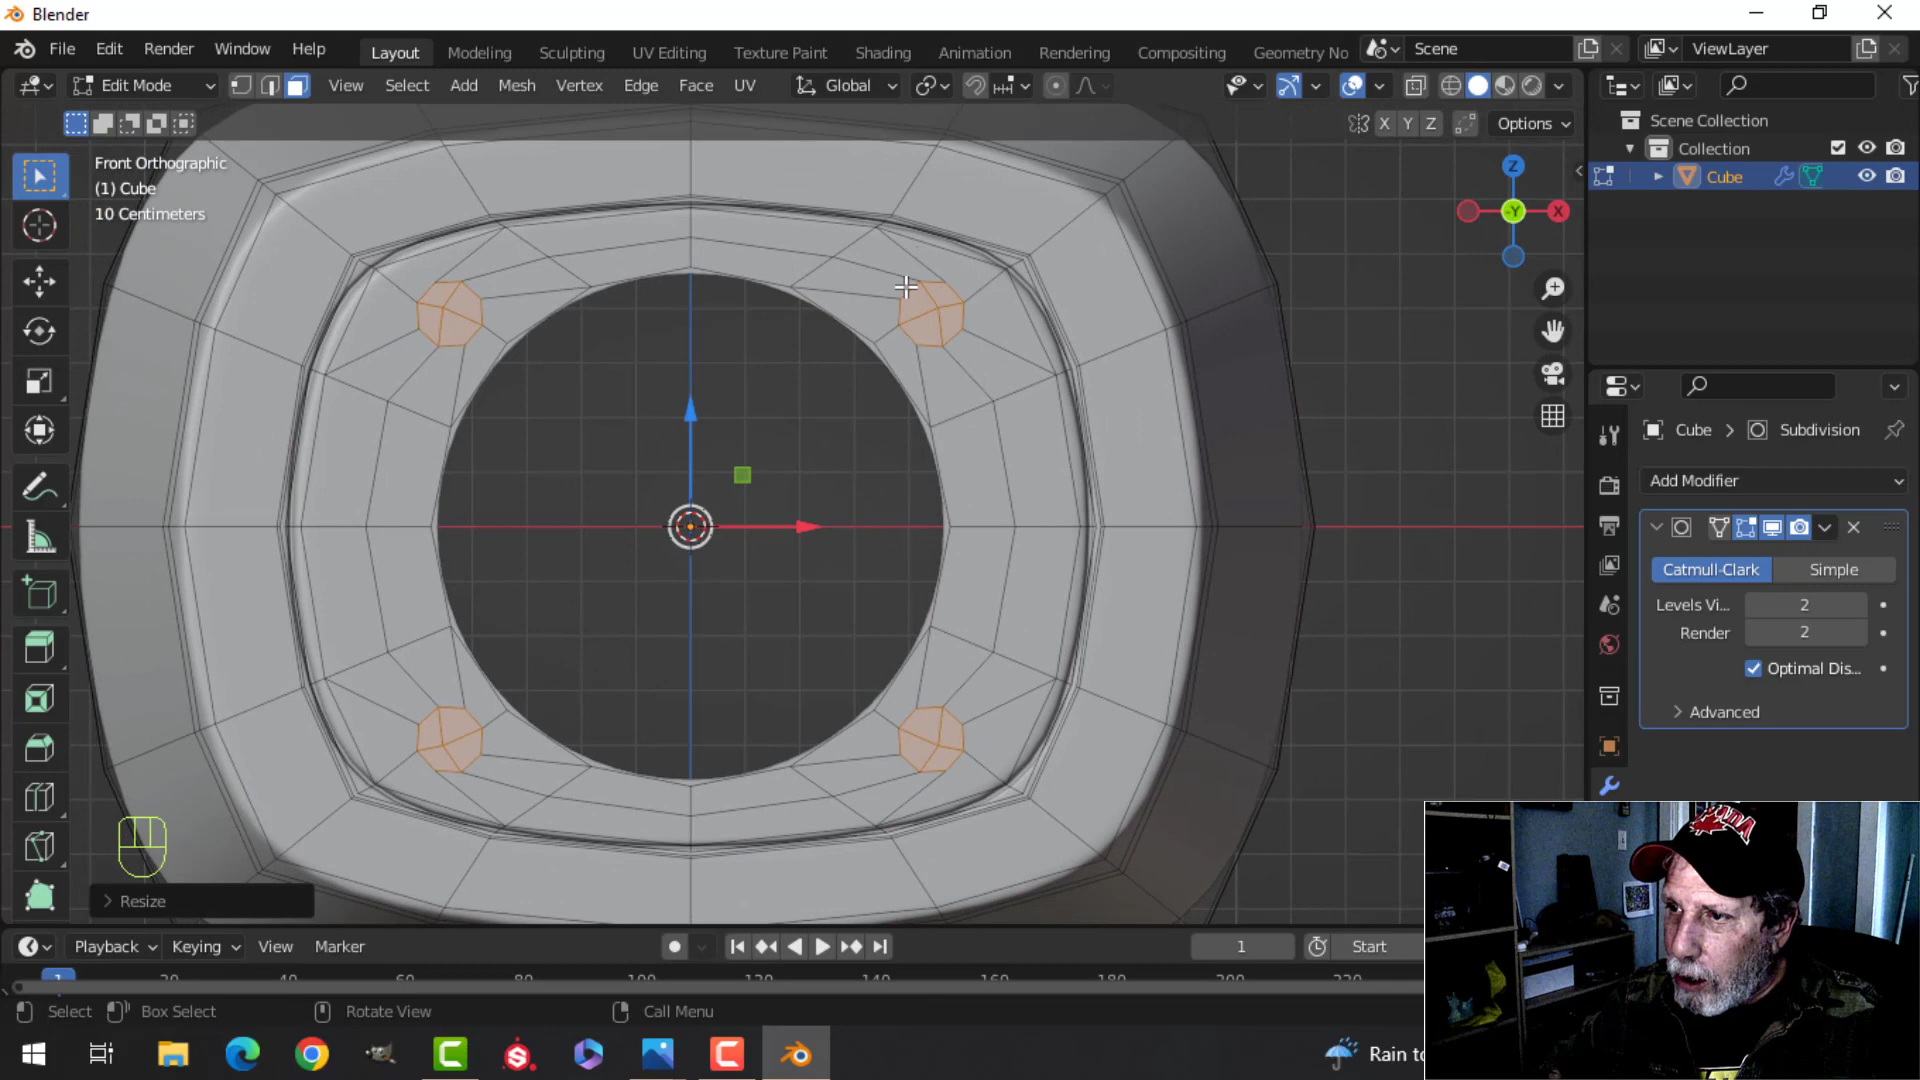 Blender
File Edit Render Window Help Layout Modeling Sculpting UV Editing Texture Paint Shading Animation Rendering Compositing Geometry No Scene ViewLayer
Edit Mode View Select Add Mesh Vertex Edge Face UV Global
X Y Z Options
Front Orthographic
(1) Cube
10 Centimeters
Z
-Y
X
Scene Collection
Collection
Cube
Cube > Subdivision
Add Modifier
Catmull-Clark Simple
Levels Vi... 2
Render 2
Optimal Dis...
Advanced
Resize
Playback Keying View Marker 1 Start
1 20 40 60 80 100 120 140 160 180 200 220
Select Box Select Rotate View Call Menu
Rain to